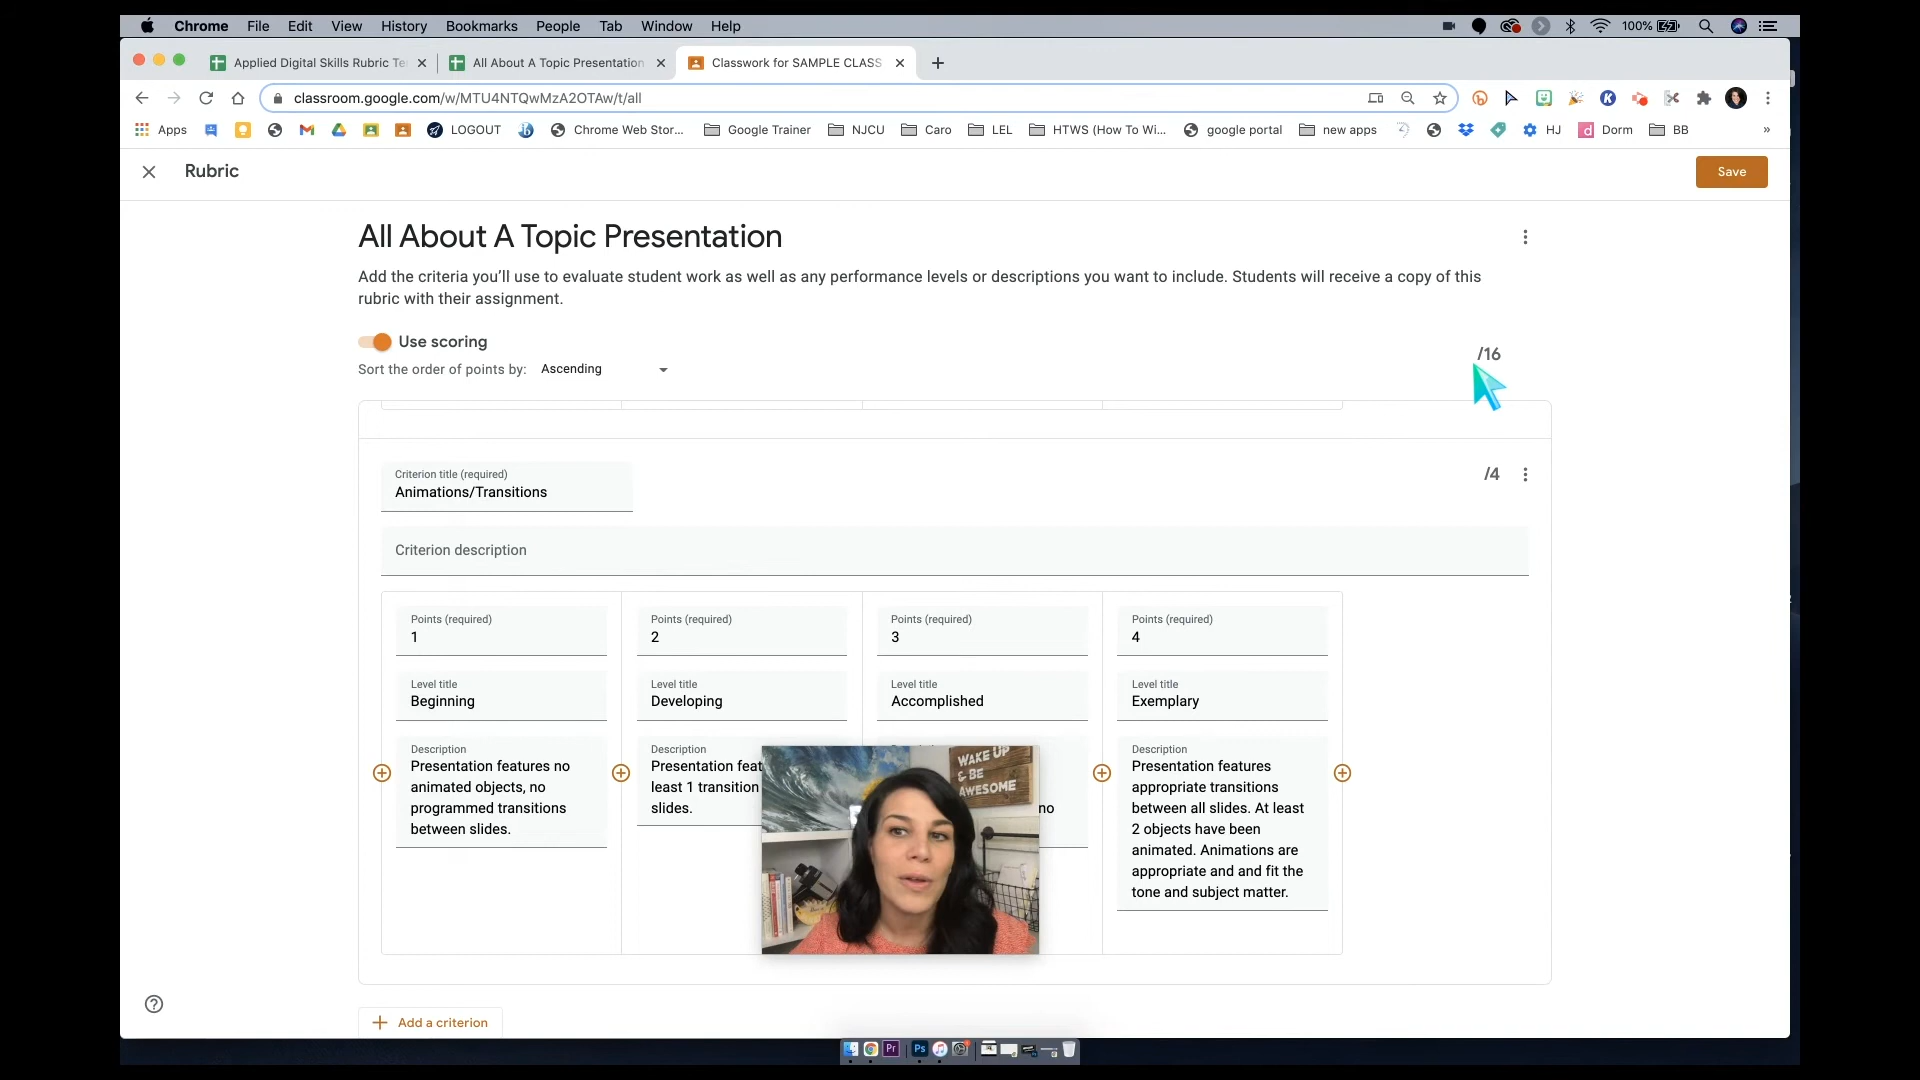 Chrome File Edit View History Bookmarks People Tab Window Help
100%
Applied Digital Skills Rubric Te
All About A Topic Presentation
Classwork for SAMPLE CLASS
classroom.google.com/w/MTU4NTQwMzA2OTAw/t/all
Apps
LOGOUT
Chrome Web Stor...
Google Trainer
NJCU
Caro
LEL
HTWS (How To Wi...
google portal
new apps
HJ
Dorm
BB
»
Rubric
Save
All About A Topic Presentation
Add the criteria you’ll use to evaluate student work as well as any performance levels or descriptions you want to include. Students will receive a copy of this
rubric with their assignment.
Use scoring
/16
Sort the order of points by: Ascending
Criterion title (required)
Animations/Transitions
/4
Criterion description
Points (required)
1
Level title
Beginning
Description
Presentation features no
animated objects, no
programmed transitions
between slides.
Points (required)
2
Level title
Developing
Description
Presentation feat
least 1 transition
slides.
Points (required)
3
Level title
Accomplished
no
Points (required)
4
Level title
Exemplary
Description
Presentation features
appropriate transitions
between all slides. At least
2 objects have been
animated. Animations are
appropriate and and fit the
tone and subject matter.
WAKE UP
& BE
AWESOME
Add a criterion
Pr
Ps